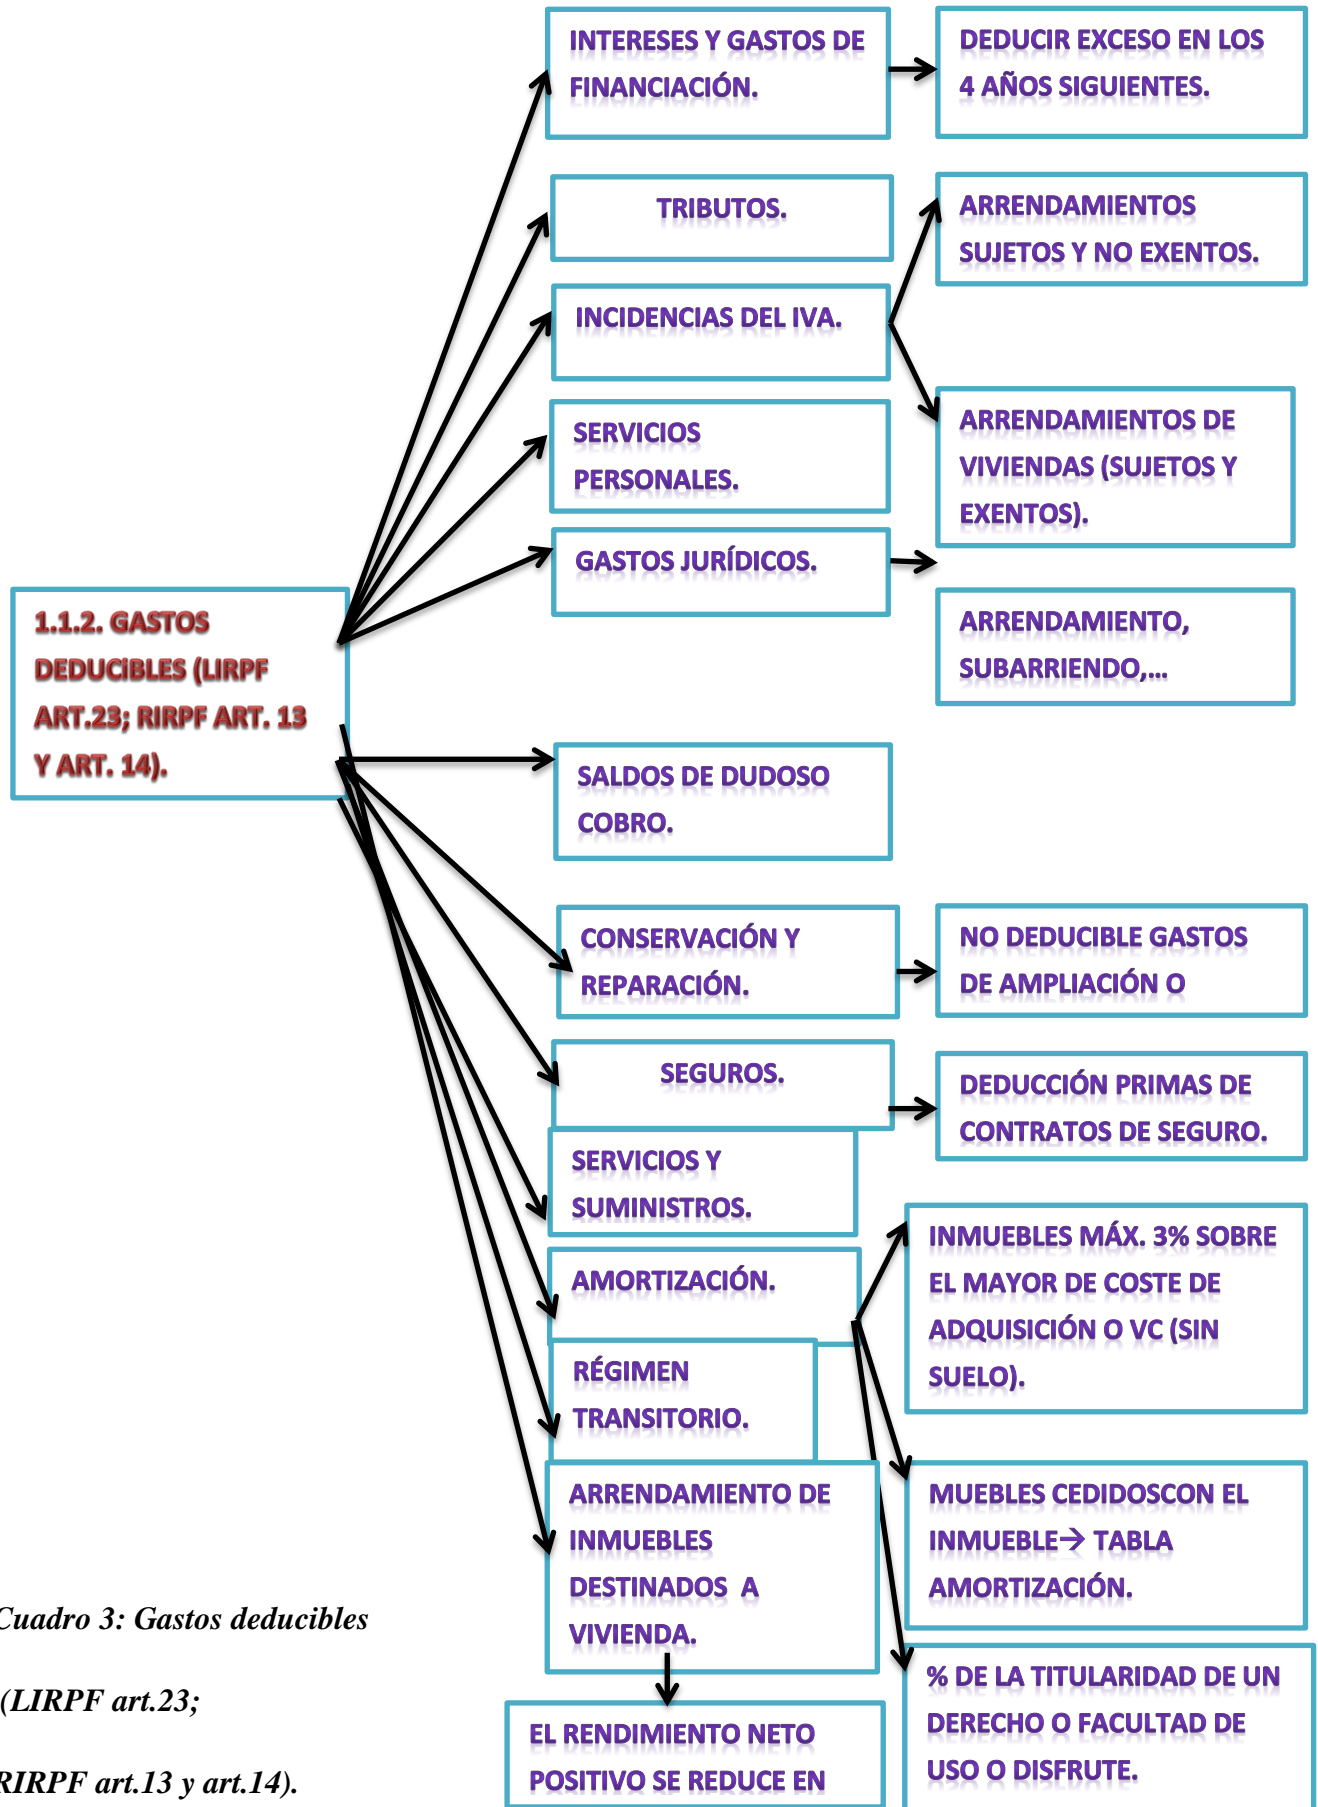 INTERESES Y GASTOS DE
FINANCIACIÓN.
DEDUCIR EXCESO EN LOS
4 AÑOS SIGUIENTES.
TRIBUTOS.
ARRENDAMIENTOS
SUJETOS Y NO EXENTOS.
INCIDENCIAS DEL IVA.
ARRENDAMIENTOS DE
VIVIENDAS (SUJETOS Y
EXENTOS).
SERVICIOS
PERSONALES.
GASTOS JURÍDICOS.
ARRENDAMIENTO,
SUBARRIENDO,...
1.1.2. GASTOS
DEDUCiBLES (LIRPF
ART.23; RIRPF ART. 13
Y ART. 14).
SALDOS DE DUDOSO
COBRO.
CONSERVACIÓN Y
REPARACIÓN.
NO DEDUCIBLE GASTOS
DE AMPLIACIÓN O
SEGUROS.
DEDUCCIÓN PRIMAS DE
CONTRATOS DE SEGURO.
SERVICIOS Y
SUMINISTROS.
AMORTIZACIÓN.
INMUEBLES MÁX. 3% SOBRE
EL MAYOR DE COSTE DE
ADQUISICIÓN O VC (SIN
SUELO).
RÉGIMEN
TRANSITORIO.
MUEBLES CEDIDOSCON EL
INMUEBLE→ TABLA
AMORTIZACIÓN.
ARRENDAMIENTO DE
INMUEBLES
DESTINADOS A
VIVIENDA.
% DE LA TITULARIDAD DE UN
DERECHO O FACULTAD DE
USO O DISFRUTE.
EL RENDIMIENTO NETO
POSITIVO SE REDUCE EN
Cuadro 3: Gastos deducibles
(LIRPF art.23;
RIRPF art.13 y art.14).